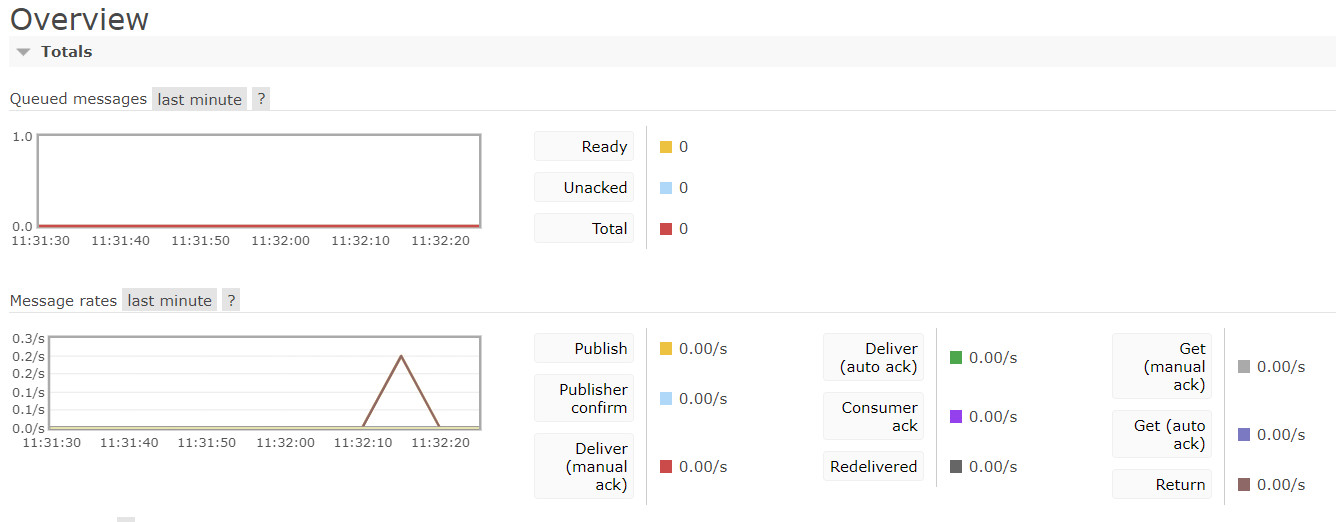 Overview
Totals
Queued messages last minute ?
1.0
0.0
11:31:30 11:31:40 11:31:50 11:32:00 11:32:10 11:32:20
Ready 0
Unacked 0
Total 0
Message rates last minute ?
0.3/s
0.2/s
0.2/s
0.1/s
0.1/s
0.0/s
11:31:30 11:31:40 11:31:50 11:32:00 11:32:10 11:32:20
Publish 0.00/s
Publisher
confirm 0.00/s
Deliver
(manual 0.00/s
ack)
Deliver
(auto ack) 0.00/s
Consumer
ack 0.00/s
Redelivered 0.00/s
Get
(manual 0.00/s
ack)
Get (auto
ack) 0.00/s
Return 0.00/s